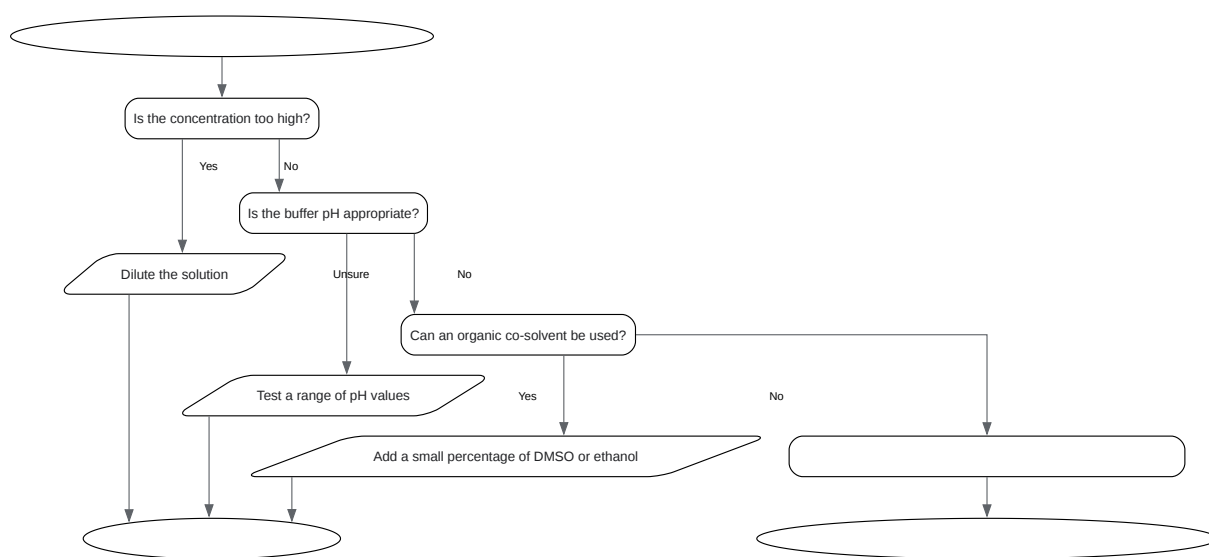 Is the concentration too high?
Yes
No
Is the buffer pH appropriate?
Dilute the solution
Unsure
No
Can an organic co-solvent be used?
Test a range of pH values
Yes
No
Add a small percentage of DMSO or ethanol